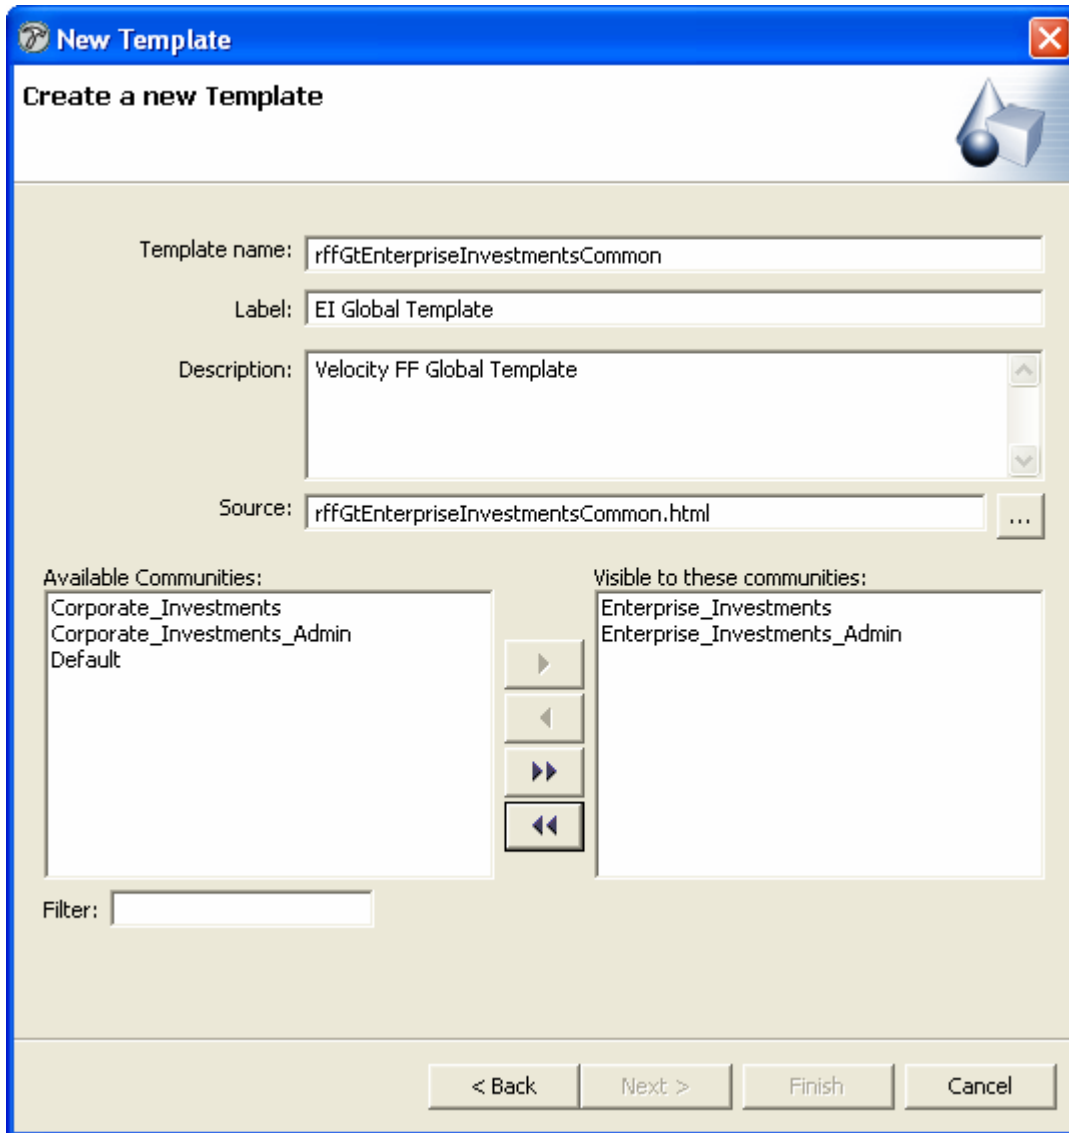 New Template
Create a new Template
Template name: rffGtEnterpriseInvestmentsCommon
Label: EI Global Template
Description: Velocity FF Global Template
Source: rffGtEnterpriseInvestmentsCommon.html ...
Available Communities:
Corporate_Investments
Corporate_Investments_Admin
Default
Visible to these communities:
Enterprise_Investments
Enterprise_Investments_Admin
Filter:
< Back Next > Finish Cancel